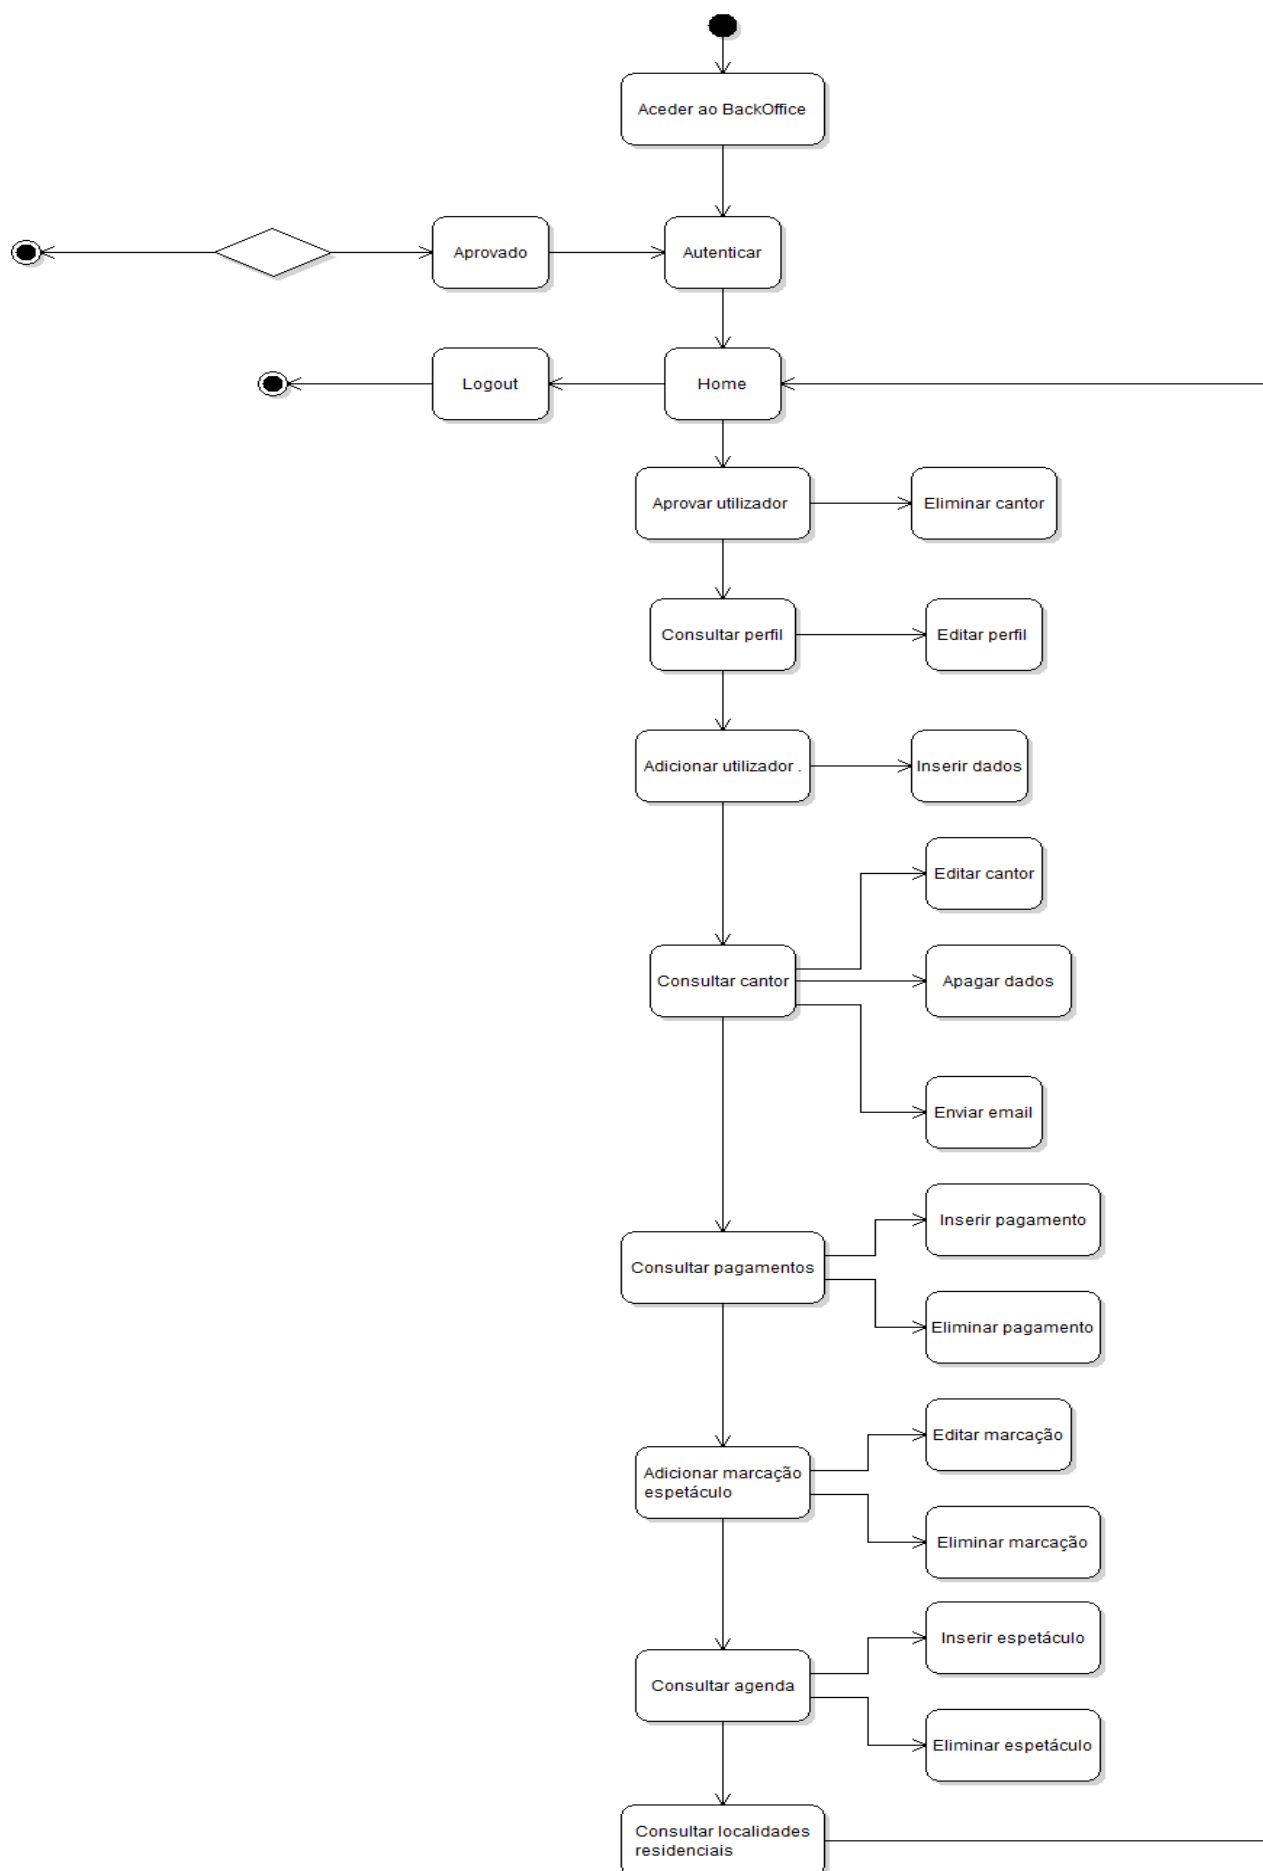 Aceder ao BackOffice
Aprovado
Autenticar
Logout
Home
Aprovar utilizador
Eliminar cantor
Consultar perfil
Editar perfil
Adicionar utilizador .
Inserir dados
Editar cantor
Consultar cantor
Apagar dados
Enviar email
Inserir pagamento
Consultar pagamentos
Eliminar pagamento
Editar marcação
Adicionar marcação
espetáculo
Eliminar marcação
Inserir espetáculo
Consultar agenda
Eliminar espetáculo
Consultar localidades
residenciais